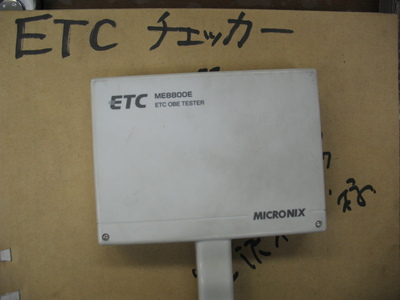 ETC チェッカー
ETC ME8800E
ETC OBE TESTER
MICRONIX